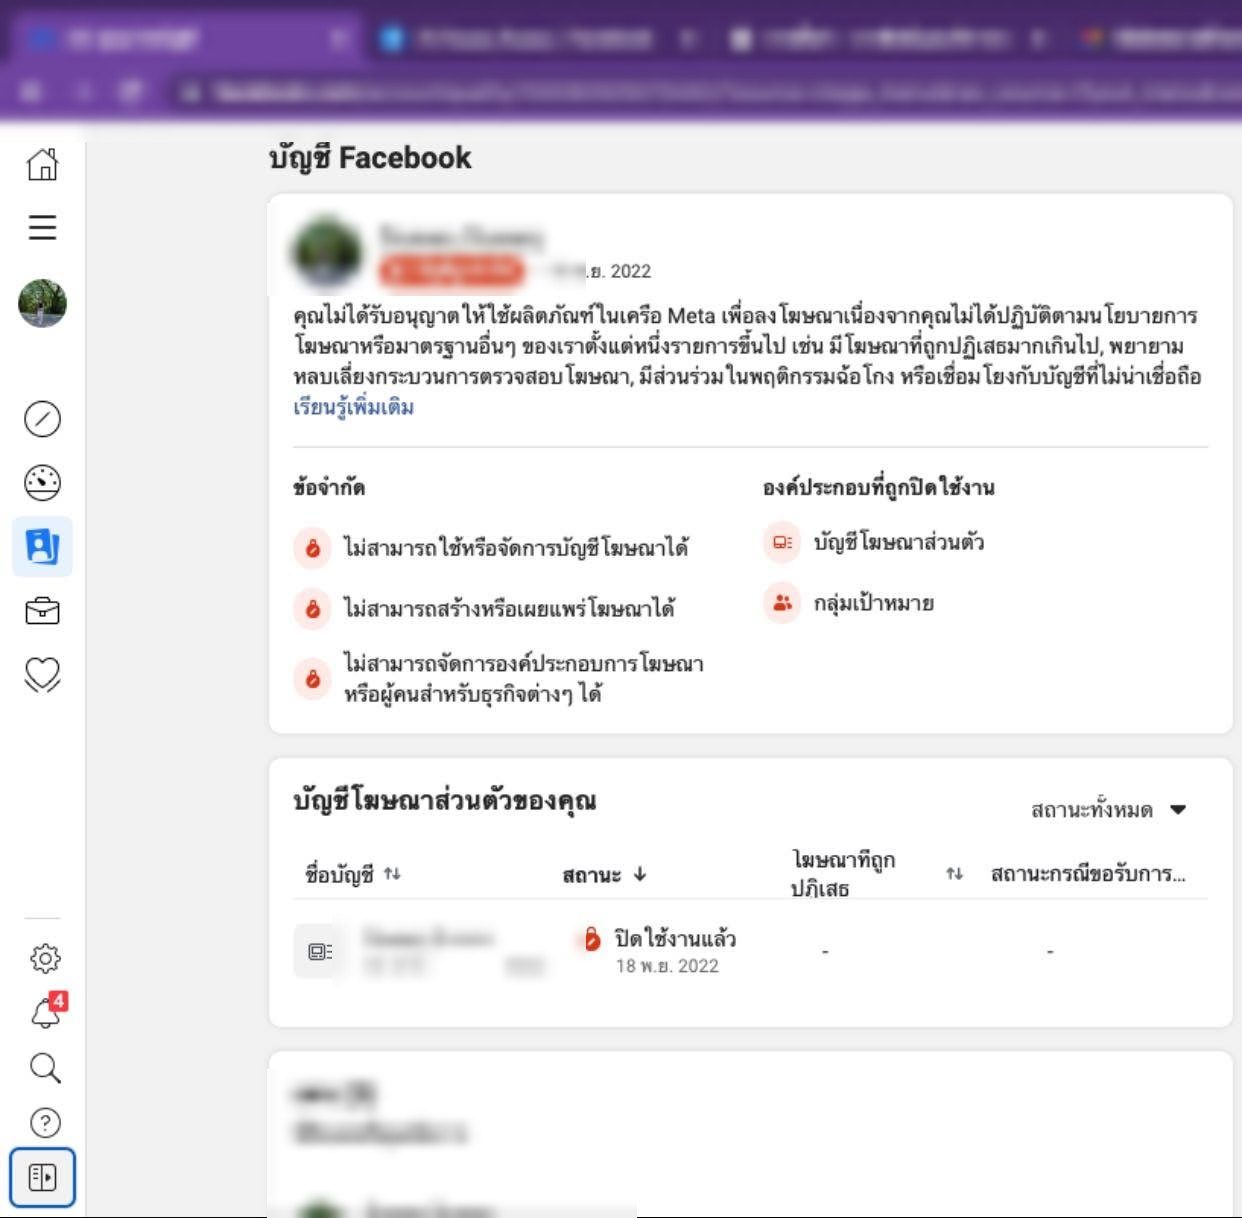 บัญชี Facebook
.ย. 2022
คุณไม่ได้รับอนุญาตให้ใช้ผลิตภัณฑ์ในเครือ Meta เพื่อลงโฆษณาเนื่องจากคุณไม่ได้ปฏิบัติตามนโยบายการ
โฆษณาหรือมาตรฐานอื่นๆ ของเราตั้งแต่หนึ่งรายการขึ้นไป เช่น มีโฆษณาที่ถูกปฏิเสธมากเกินไป, พยายาม
หลบเลี่ยงกระบวนการตรวจสอบโฆษณา, มีส่วนร่วมในพฤติกรรมฉ้อโกง หรือเชื่อมโยงกับบัญชีที่ไม่น่าเชื่อถือ
เรียนรู้เพิ่มเติม
ข้อจำกัด
ไม่สามารถใช้หรือจัดการบัญชีโฆษณาได้
ไม่สามารถสร้างหรือเผยแพร่โฆษณาได้
ไม่สามารถจัดการองค์ประกอบการโฆษณา
หรือผู้คนสำหรับธุรกิจต่างๆ ได้
องค์ประกอบที่ถูกปิดใช้งาน
บัญชีโฆษณาส่วนตัว
กลุ่มเป้าหมาย
บัญชีโฆษณาส่วนตัวของคุณ
สถานะทั้งหมด
ชื่อบัญชี
สถานะ
โฆษณาที่ถูก
ปฏิเสธ
สถานะกรณีขอรับการ...
ปิดใช้งานแล้ว
18 พ.ย. 2022
-
-
4